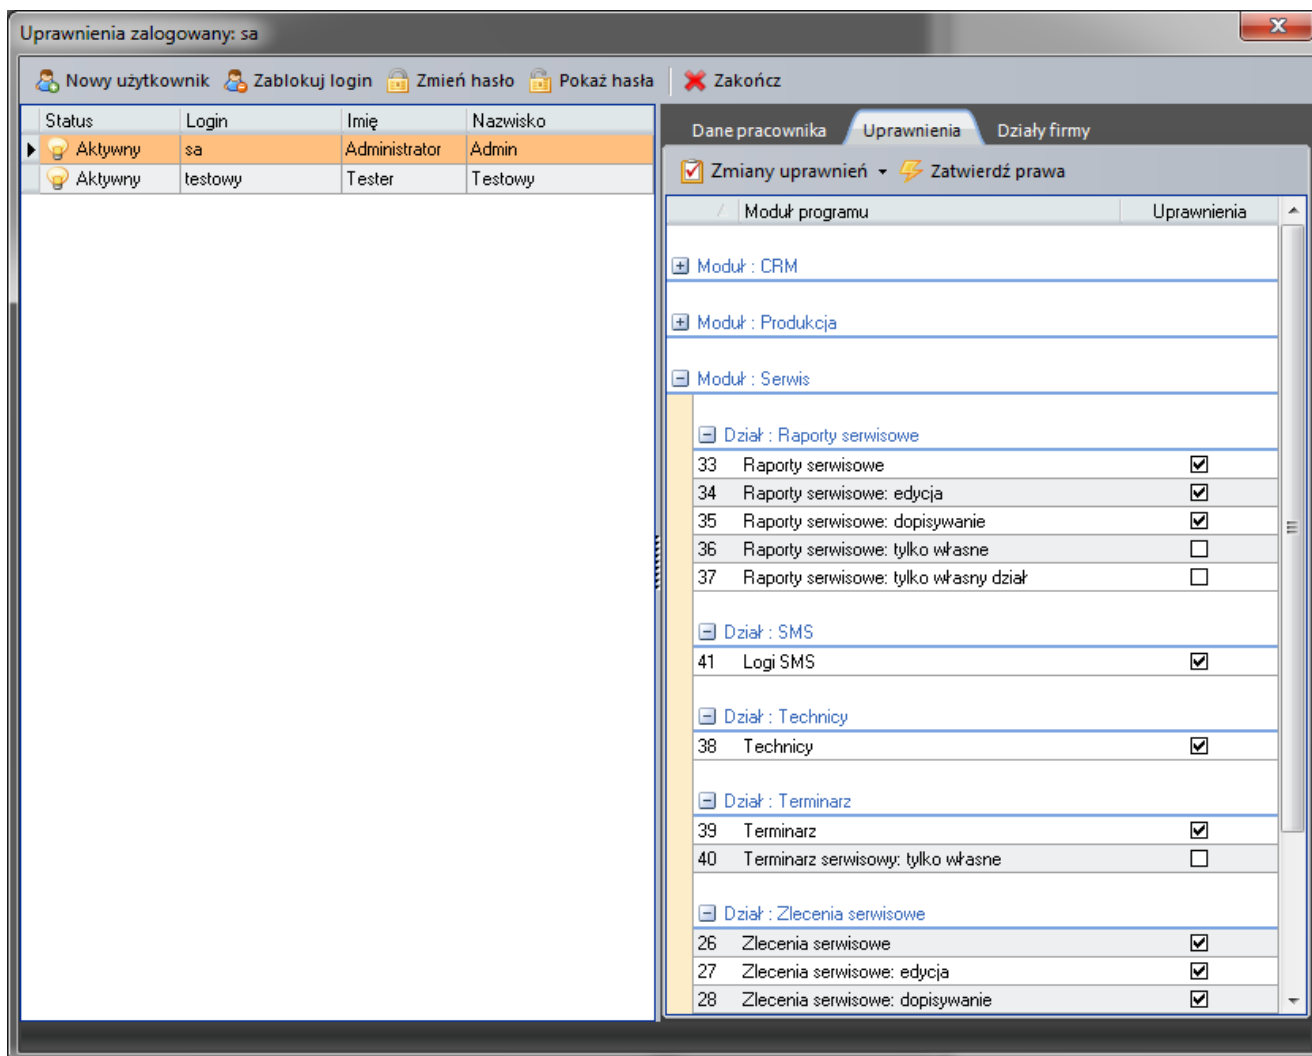 Uprawnienia zalogowany: sa
Nowy użytkownik Zablokuj login Zmień hasło Pokaż hasła Zakończ
Status Login Imię Nazwisko
Aktywny sa Administrator Admin
Aktywny testowy Tester Testowy
Dane pracownika Uprawnienia Działy firmy
Zmiany uprawnień Zatwierdź prawa
Moduł programu Uprawnienia
Moduł : CRM
Moduł : Produkcja
Moduł : Serwis
Dział : Raporty serwisowe
33 Raporty serwisowe
34 Raporty serwisowe: edycja
35 Raporty serwisowe: dopisywanie
36 Raporty serwisowe: tylko własne
37 Raporty serwisowe: tylko własny dział
Dział : SMS
41 Logi SMS
Dział : Technicy
38 Technicy
Dział : Terminarz
39 Terminarz
40 Terminarz serwisowy: tylko własne
Dział : Zlecenia serwisowe
26 Zlecenia serwisowe
27 Zlecenia serwisowe: edycja
28 Zlecenia serwisowe: dopisywanie